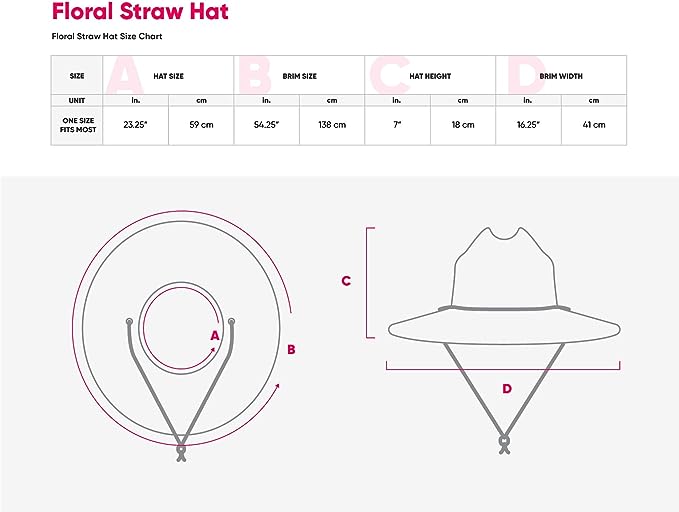 Floral Straw Hat
Floral Straw Hat Size Chart
SIZE A HAT SIZE B BRIM SIZE C HAT HEIGHT D BRIM WIDTH
UNIT in. cm in. cm in. cm in. cm
ONE SIZE FITS MOST 23.25” 59 cm 54.25” 138 cm 7” 18 cm 16.25” 41 cm
C
A
B
D